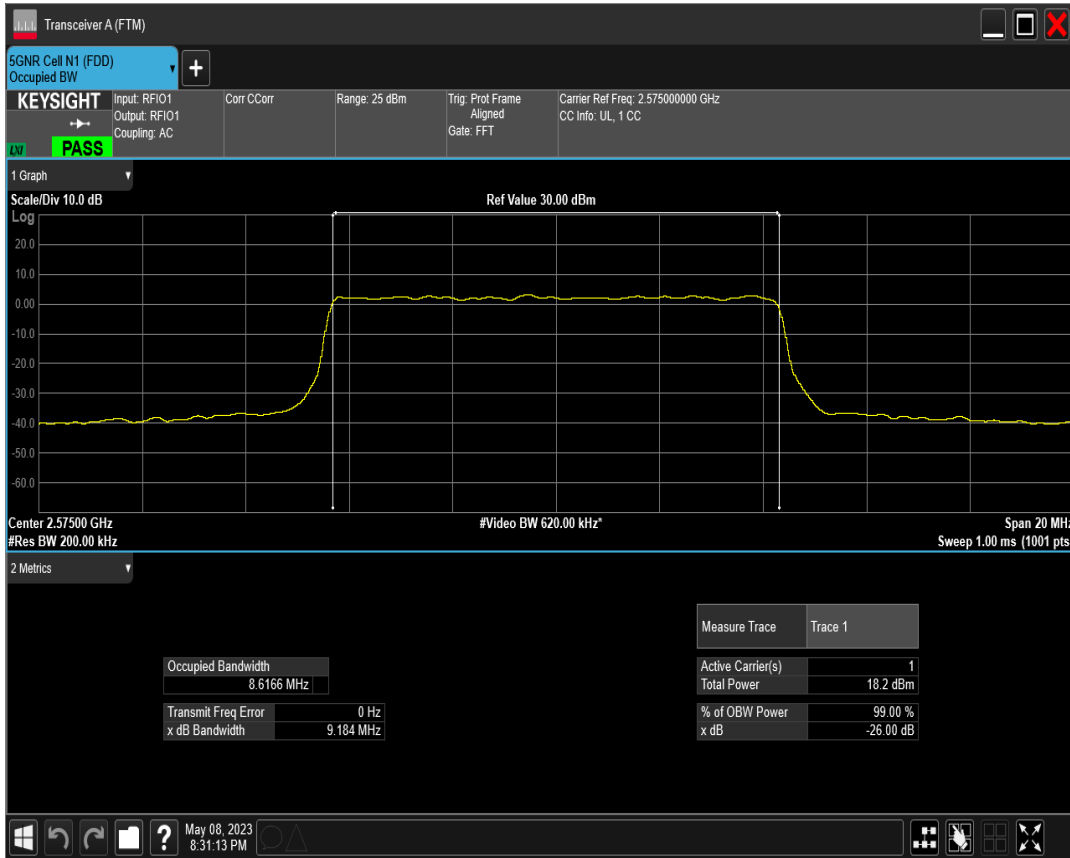 Transceiver A (FTM)
5GNR Cell N1 (FDD)
Occupied BW
+
KEYSIGHT
LXI
PASS
Input: RFIO1
Output: RFIO1
Coupling: AC
Corr CCorr
Range: 25 dBm
Trig: Prot Frame
Aligned
Gate: FFT
Carrier Ref Freq: 2.575000000 GHz
CC Info: UL, 1 CC
1 Graph
Scale/Div 10.0 dB
Ref Value 30.00 dBm
Log
20.0
10.0
0.00
-10.0
-20.0
-30.0
-40.0
-50.0
-60.0
Center 2.57500 GHz
#Video BW 620.00 kHz*
Span 20 MHz
#Res BW 200.00 kHz
Sweep 1.00 ms (1001 pts
2 Metrics
Measure Trace Trace 1
Occupied Bandwidth
8.6166 MHz
Active Carrier(s) 1
Total Power 18.2 dBm
Transmit Freq Error 0 Hz
x dB Bandwidth 9.184 MHz
% of OBW Power 99.00 %
x dB -26.00 dB
?
May 08, 2023
8:31:13 PM